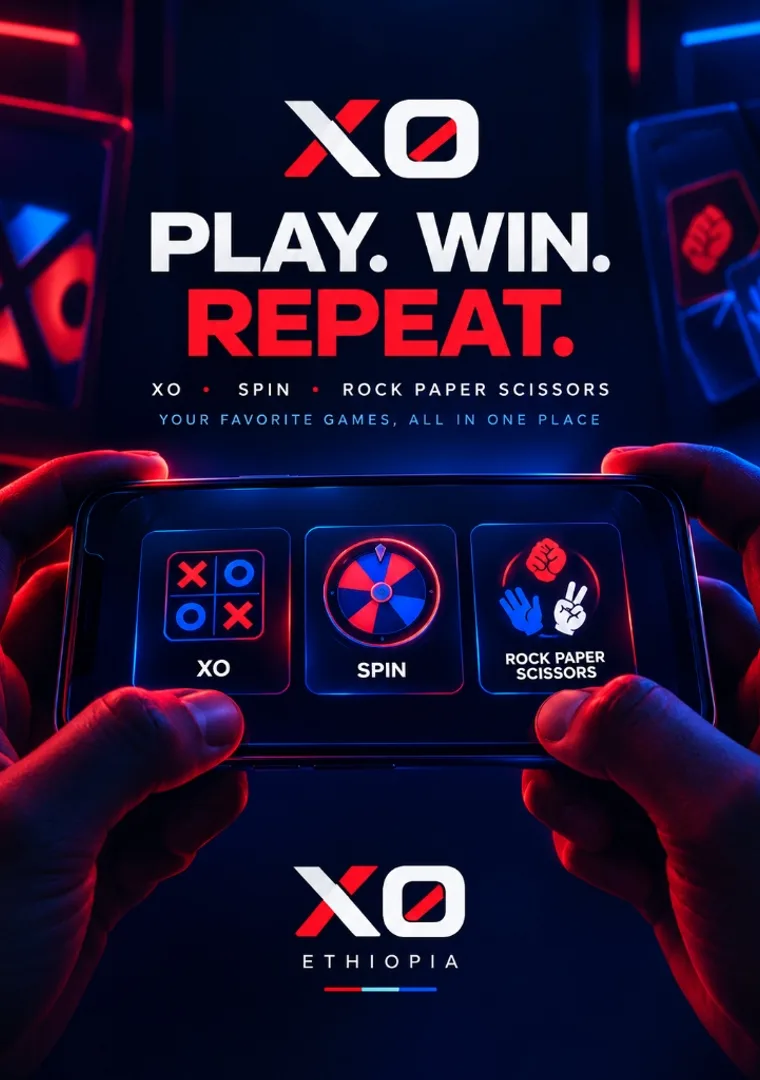 XO
PLAY. WIN.
REPEAT.
XO • SPIN • ROCK PAPER SCISSORS
YOUR FAVORITE GAMES, ALL IN ONE PLACE
XO
SPIN
ROCK PAPER
SCISSORS
XO
ETHIOPIA